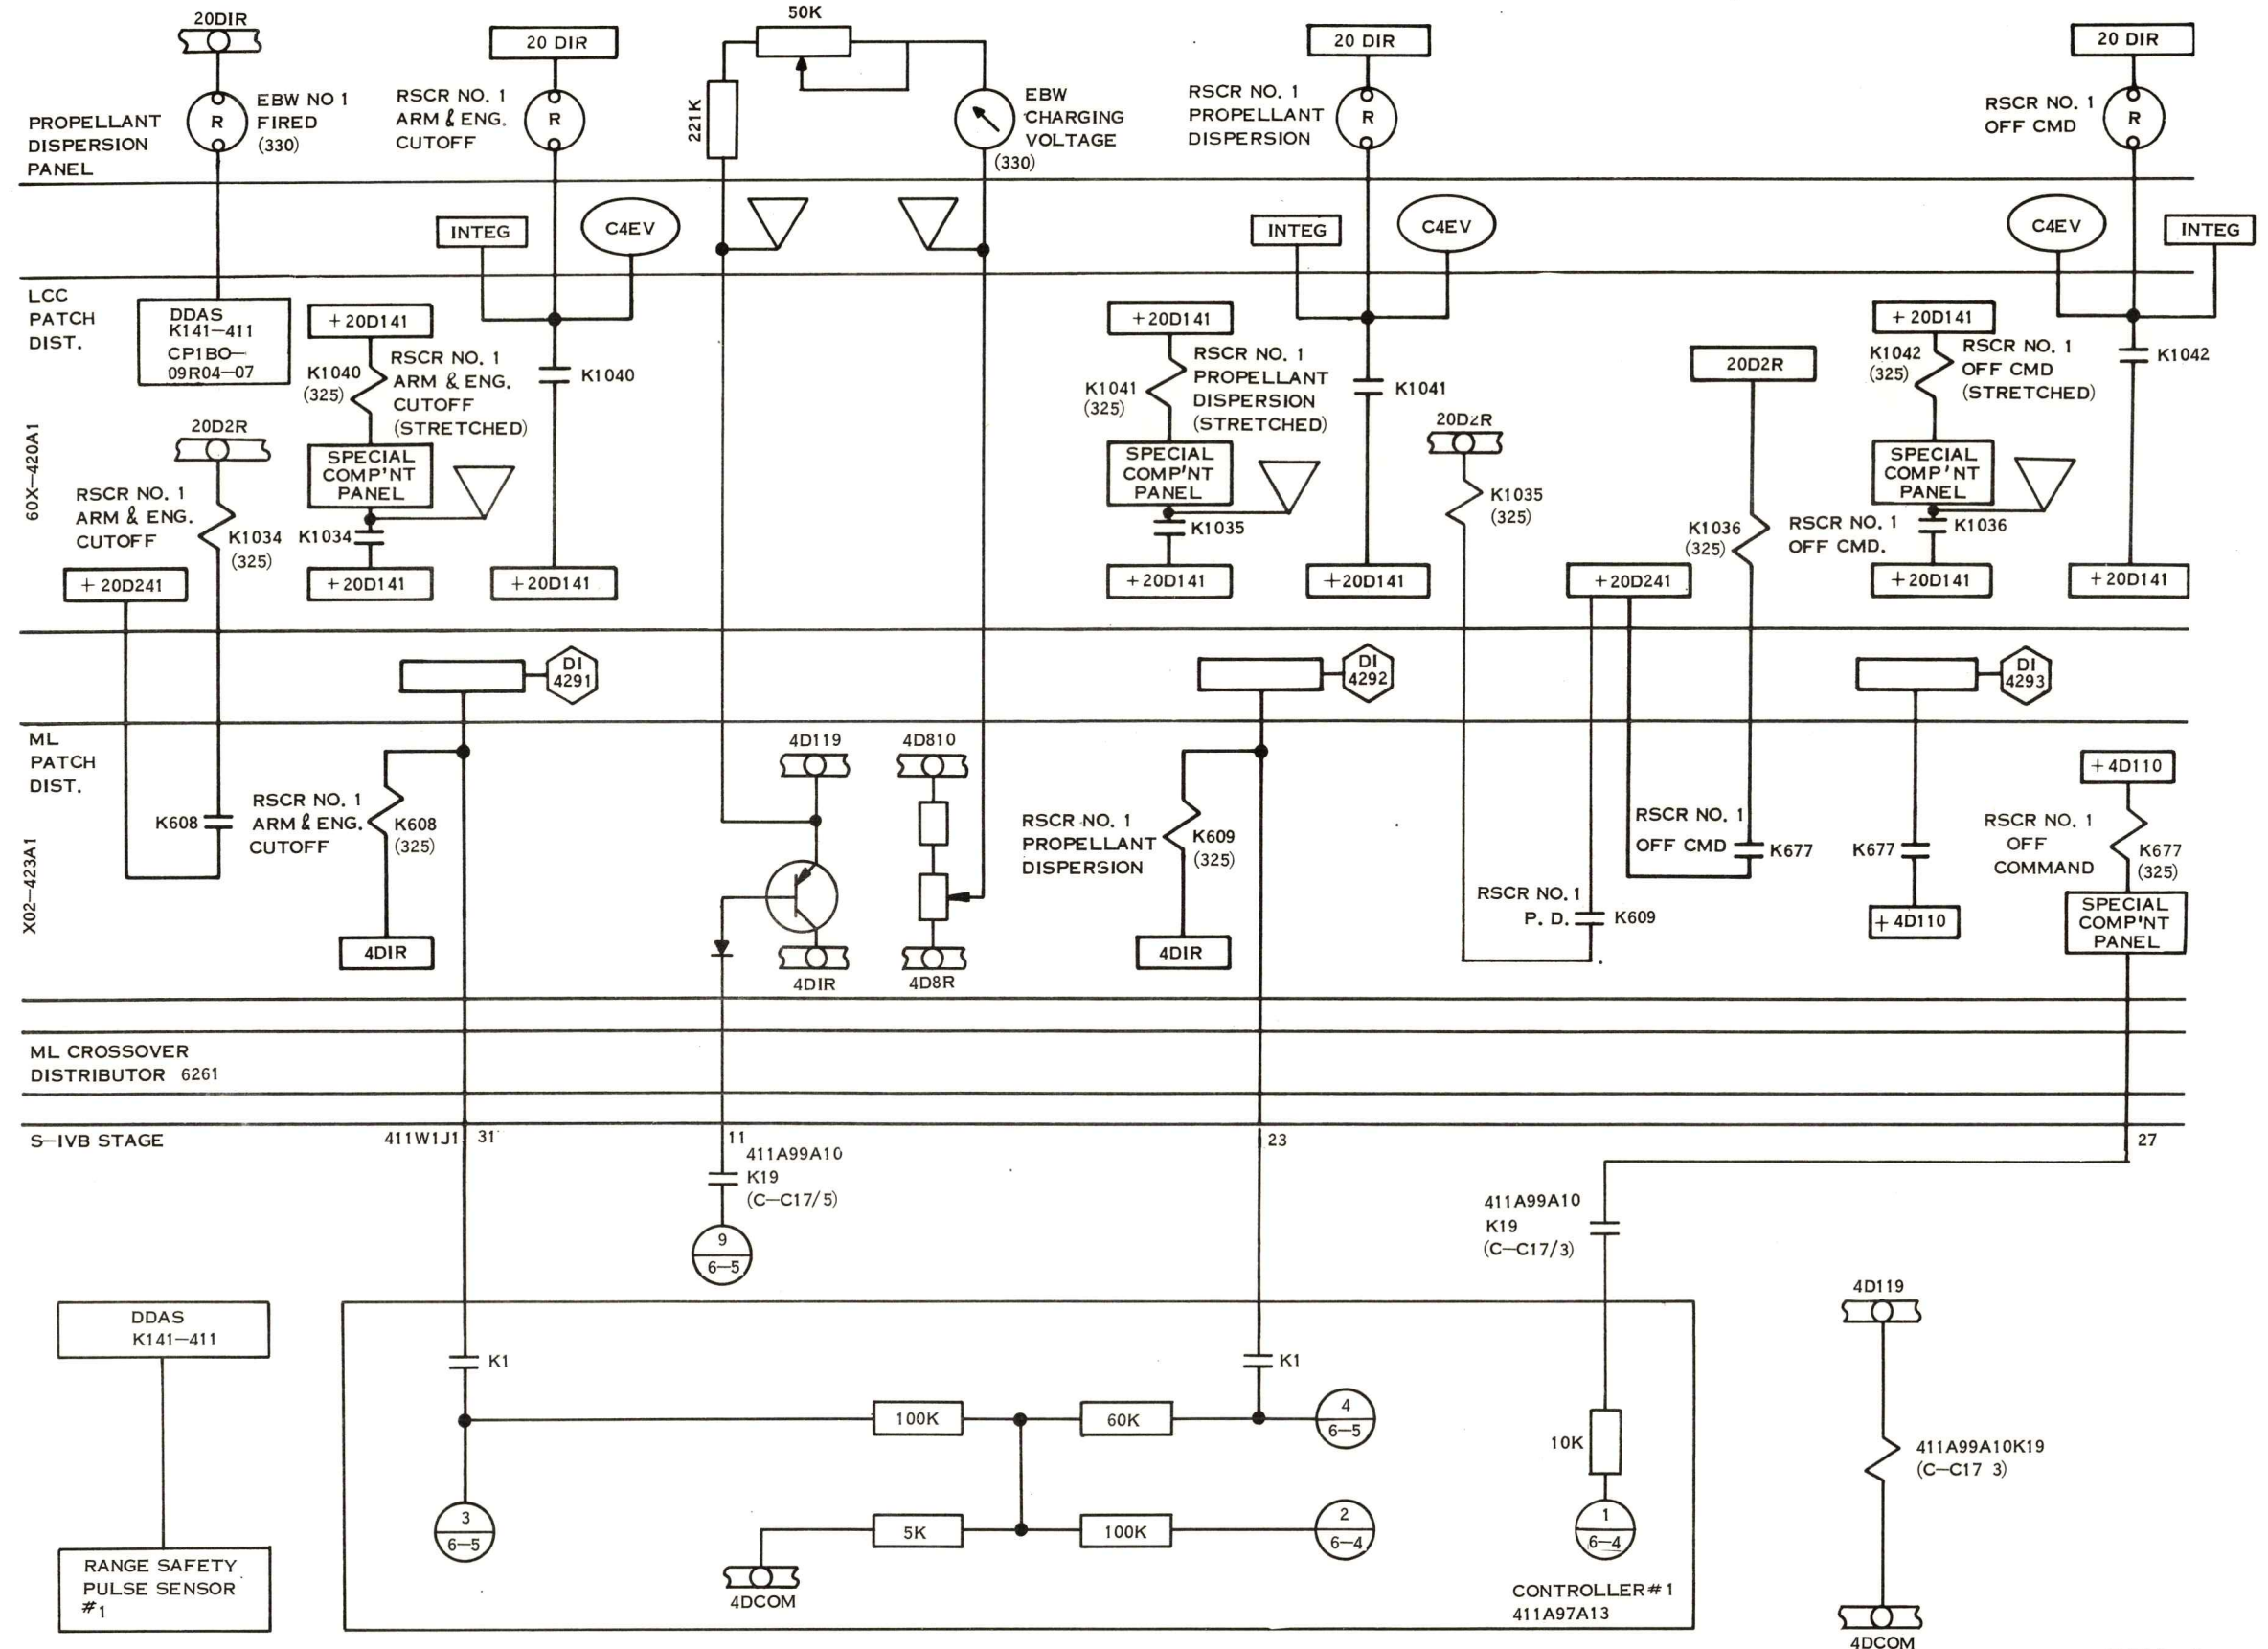 20DIR
R
EBW NO 1
FIRED
(330)
RSCR NO. 1
ARM & ENG.
CUTOFF
20 DIR
R
50K
221K
EBW
CHARGING
VOLTAGE
(330)
RSCR NO. 1
PROPELLANT
DISPERSION
20 DIR
R
RSCR NO. 1
OFF CMD
20 DIR
R
PROPELLANT
DISPERSION
PANEL
INTEG
C4EV
INTEG
C4EV
C4EV
INTEG
LCC
PATCH
DIST.
60X-420A1
DDAS
K141-411
CP1BO-
09R04-07
+20D141
K1040
(325)
RSCR NO. 1
ARM & ENG.
CUTOFF
(STRETCHED)
K1040
20D2R
RSCR NO. 1
ARM & ENG.
CUTOFF
K1034
(325)
SPECIAL
COMP'NT
PANEL
K1034
+20D241
+20D141
+20D141
+20D141
K1041
(325)
RSCR NO. 1
PROPELLANT
DISPERSION
(STRETCHED)
K1041
SPECIAL
COMP'NT
PANEL
K1035
+20D141
+20D141
20D2R
K1035
(325)
20D2R
K1036
(325)
RSCR NO. 1
OFF CMD.
+20D241
+20D141
K1042
(325)
RSCR NO. 1
OFF CMD
(STRETCHED)
K1042
SPECIAL
COMP'NT
PANEL
K1036
+20D141
+20D141
DI
4291
DI
4292
DI
4293
ML
PATCH
DIST.
X02-423A1
K608
RSCR NO. 1
ARM & ENG.
CUTOFF
K608
(325)
4DIR
4D119
4DIR
4D810
4D8R
RSCR NO. 1
PROPELLANT
DISPERSION
K609
(325)
4DIR
RSCR NO.1
P. D.
K609
RSCR NO. 1
OFF CMD
K677
K677
+4D110
+4D110
RSCR NO. 1
OFF
COMMAND
K677
(325)
SPECIAL
COMP'NT
PANEL
ML CROSSOVER
DISTRIBUTOR 6261
S-IVB STAGE
411W1J1
31
11
23
27
411A99A10
K19
(C-C17/5)
9
6-5
411A99A10
K19
(C-C17/3)
DDAS
K141-411
RANGE SAFETY
PULSE SENSOR
#1
K1
K1
100K
60K
4
6-5
3
6-5
5K
100K
2
6-4
4DCOM
10K
1
6-4
CONTROLLER#1
411A97A13
4D119
411A99A10K19
(C-C17 3)
4DCOM